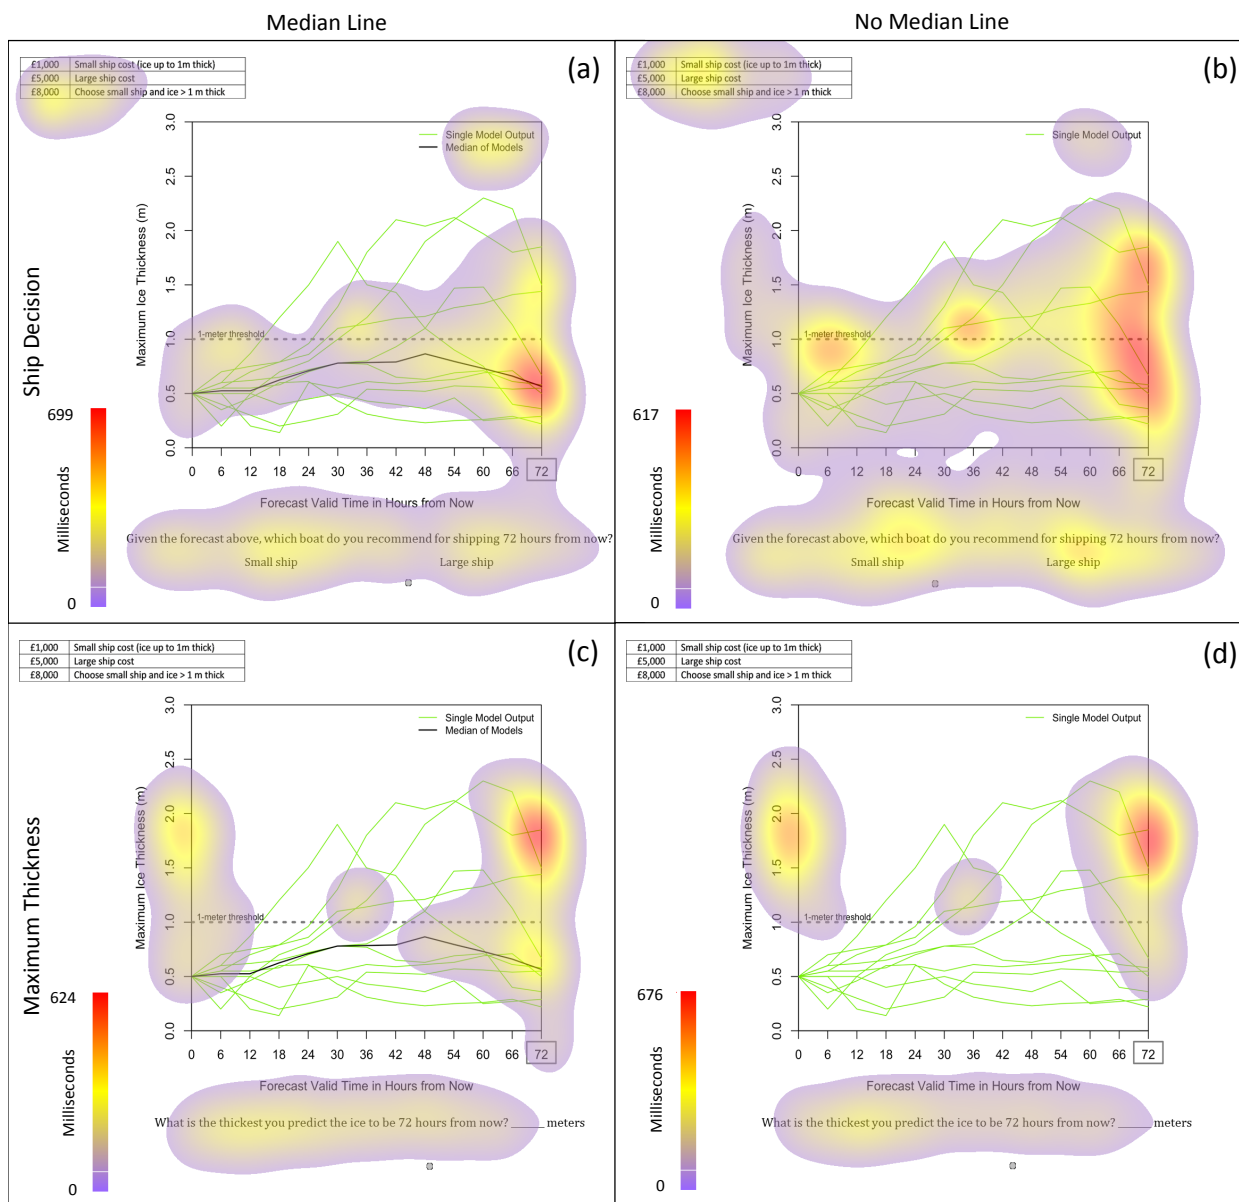 Median Line
No Median Line
Ship Decision
Maximum Thickness
(a)
£1,000 Small ship cost (ice up to 1m thick)
£5,000 Large ship cost
£8,000 Choose small ship and ice > 1 m thick
Single Model Output
Median of Models
Maximum Ice Thickness (m)
3.0
2.5
2.0
1.5
1.0
0.5
0.0
1-meter threshold
0 6 12 18 24 30 36 42 48 54 60 66 72
Forecast Valid Time in Hours from Now
Given the forecast above, which boat do you recommend for shipping 72 hours from now?
Small ship Large ship
699
Milliseconds
0
(b)
£1,000 Small ship cost (ice up to 1m thick)
£5,000 Large ship cost
£8,000 Choose small ship and ice > 1 m thick
Single Model Output
Maximum Ice Thickness (m)
3.0
2.5
2.0
1.5
1.0
0.5
0.0
1-meter threshold
0 6 12 18 24 30 36 42 48 54 60 66 72
Forecast Valid Time in Hours from Now
Given the forecast above, which boat do you recommend for shipping 72 hours from now?
Small ship Large ship
617
Milliseconds
0
(c)
£1,000 Small ship cost (ice up to 1m thick)
£5,000 Large ship cost
£8,000 Choose small ship and ice > 1 m thick
Single Model Output
Median of Models
Maximum Ice Thickness (m)
3.0
2.5
2.0
1.5
1.0
0.5
0.0
1-meter threshold
0 6 12 18 24 30 36 42 48 54 60 66 72
Forecast Valid Time in Hours from Now
What is the thickest you predict the ice to be 72 hours from now? _____ meters
624
Milliseconds
0
(d)
£1,000 Small ship cost (ice up to 1m thick)
£5,000 Large ship cost
£8,000 Choose small ship and ice > 1 m thick
Single Model Output
Maximum Ice Thickness (m)
3.0
2.5
2.0
1.5
1.0
0.5
0.0
1-meter threshold
0 6 12 18 24 30 36 42 48 54 60 66 72
Forecast Valid Time in Hours from Now
What is the thickest you predict the ice to be 72 hours from now? _____ meters
676
Milliseconds
0